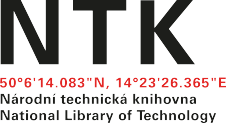 NTK
50°6'14.083"N, 14°23'26.365"E
Národní technická knihovna
National Library of Technology